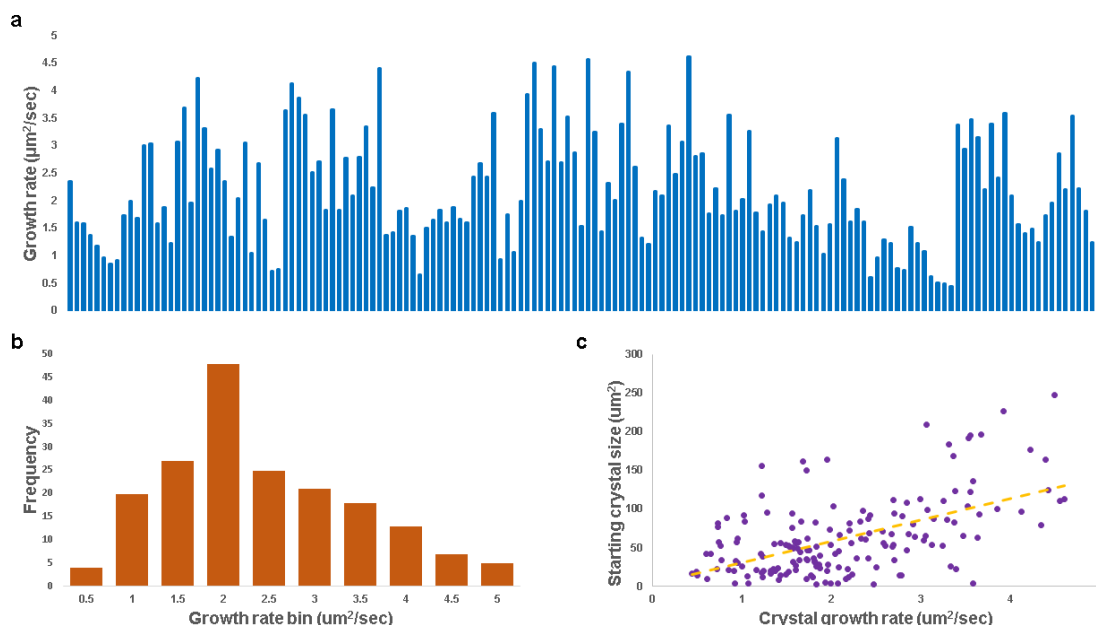 a
Growth rate (µm²/sec)
5
4.5
4
3.5
3
2.5
2
1.5
1
0.5
0
b
Frequency
50
45
40
35
30
25
20
15
10
5
0
0.5 1 1.5 2 2.5 3 3.5 4 4.5 5
Growth rate bin (um²/sec)
c
Starting crystal size (um²)
300
250
200
150
100
50
0
0 1 2 3 4
Crystal growth rate (um²/sec)